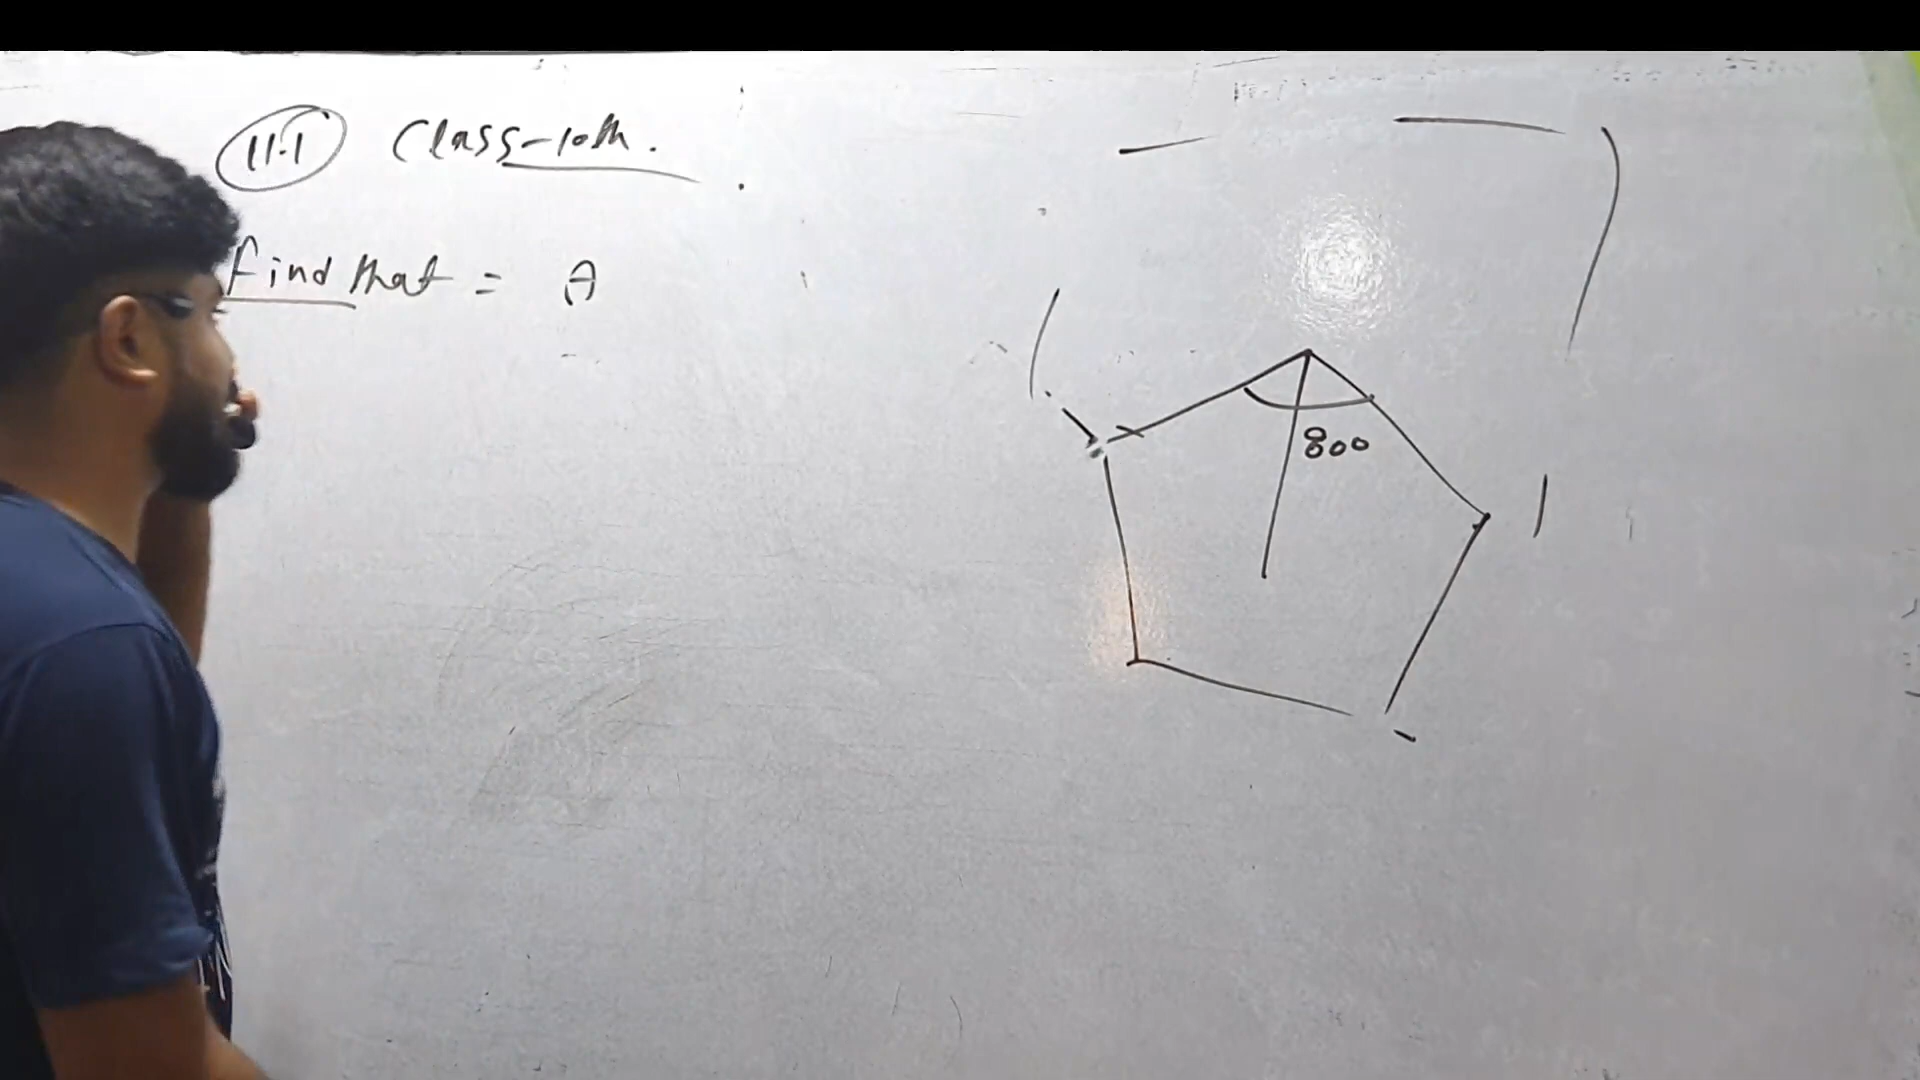 11.1 Class-10th.
Find that = A
800